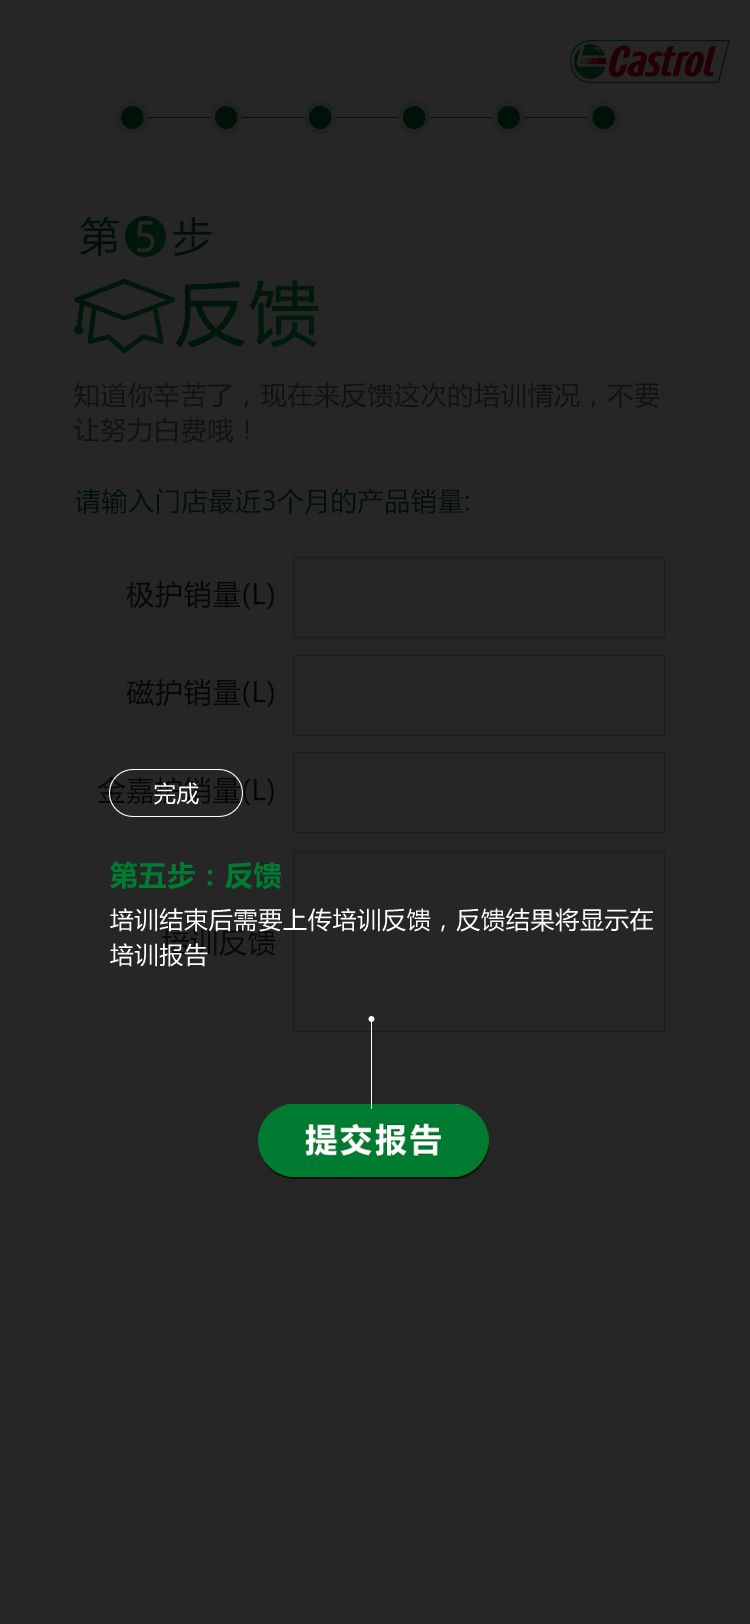 Castrol
第5步
反馈
知道你辛苦了，现在来反馈这次的培训情况，不要
让努力白费哦！
请输入门店最近3个月的产品销量:
极护销量(L)
磁护销量(L)
金嘉护销量(L)
完成
第五步：反馈
培训结束后需要上传培训反馈，反馈结果将显示在
培训报告
培训反馈
提交报告